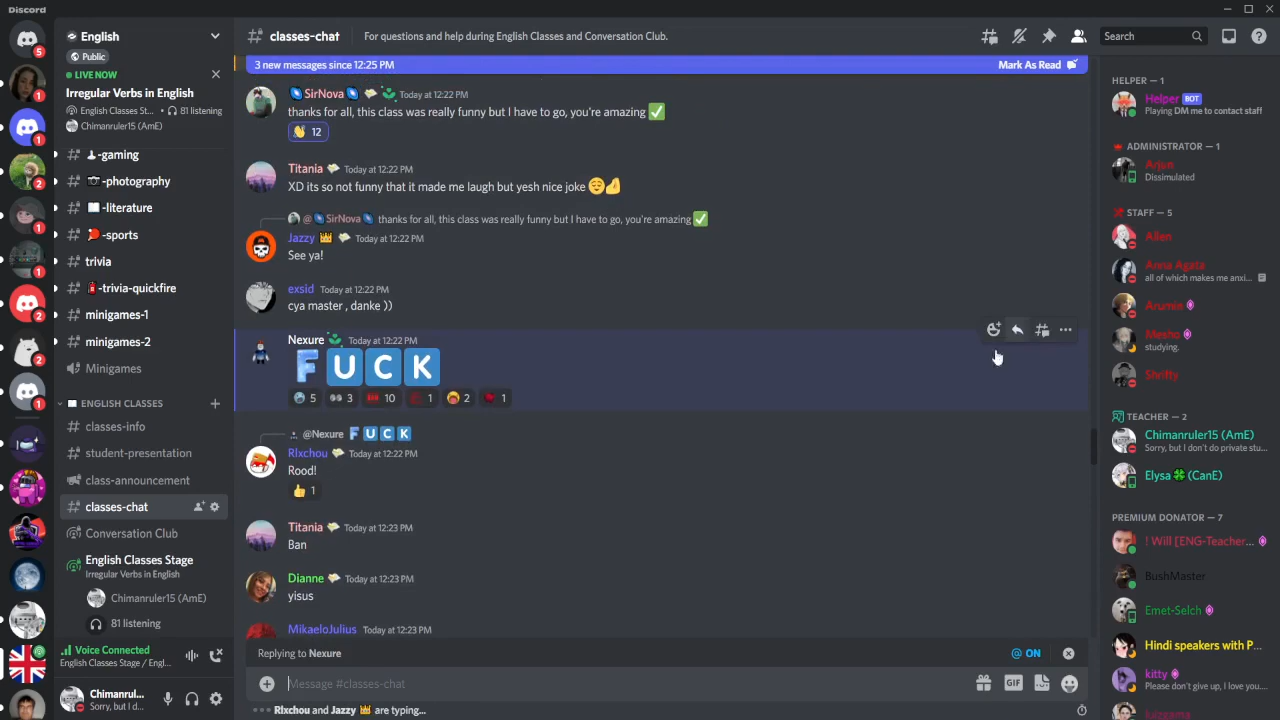 Discord
English
Public
LIVE NOW
Irregular Verbs in English
English Classes St... • 81 listening
Chimanruler15 (AmE)
-gaming
-photography
-literature
-sports
trivia
-trivia-quickfire
minigames-1
minigames-2
Minigames
ENGLISH CLASSES
classes-info
student-presentation
class-announcement
classes-chat
Conversation Club
English Classes Stage
Irregular Verbs in English
Chimanruler15 (AmE)
81 listening
Voice Connected
English Classes Stage / Engl...
Chimanrul...
Sorry, but I d...
# classes-chat For questions and help during English Classes and Conversation Club.
Search
3 new messages since 12:25 PM Mark As Read
SirNova Today at 12:22 PM
thanks for all, this class was really funny but I have to go, you're amazing ✅
👋 12
Titania Today at 12:22 PM
XD its so not funny that it made me laugh but yesh nice joke
@ SirNova thanks for all, this class was really funny but I have to go, you're amazing ✅
Jazzy Today at 12:22 PM
See ya!
exsid Today at 12:22 PM
cya master , danke ))
Nexure Today at 12:22 PM
F U C K
5 3 10 1 2 1
@Nexure F U C K
Rlxchou Today at 12:22 PM
Rood!
👍 1
Titania Today at 12:23 PM
Ban
Dianne Today at 12:23 PM
yisus
MikaeloJulius Today at 12:23 PM
Replying to Nexure @ ON
Message #classes-chat
GIF
Rlxchou and Jazzy are typing...
HELPER — 1
Helper BOT
Playing DM me to contact staff
ADMINISTRATOR — 1
Arjun
Dissimulated
STAFF — 5
Allen
Anna Agata
all of which makes me anxi...
Arumin
Mesho
studying.
Shrifty
TEACHER — 2
Chimanruler15 (AmE)
Sorry, but I don't do private stu...
Elysa (CanE)
PREMIUM DONATOR — 7
! Will [ENG-Teacher...
BushMaster
Emet-Selch
Hindi speakers with P...
kitty
Please don't give up, I love you...